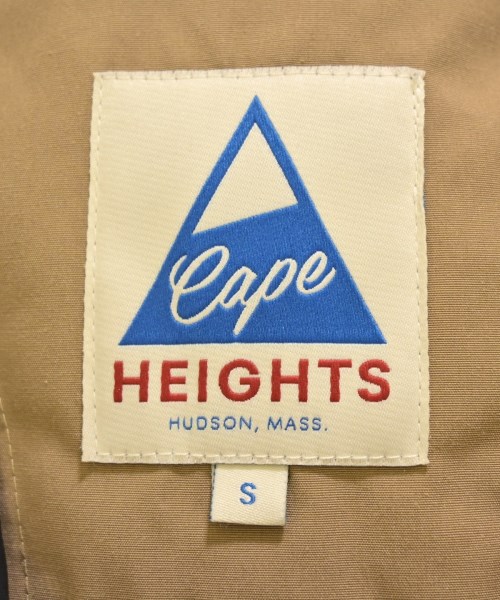 Cape
HEIGHTS
HUDSON, MASS.
S